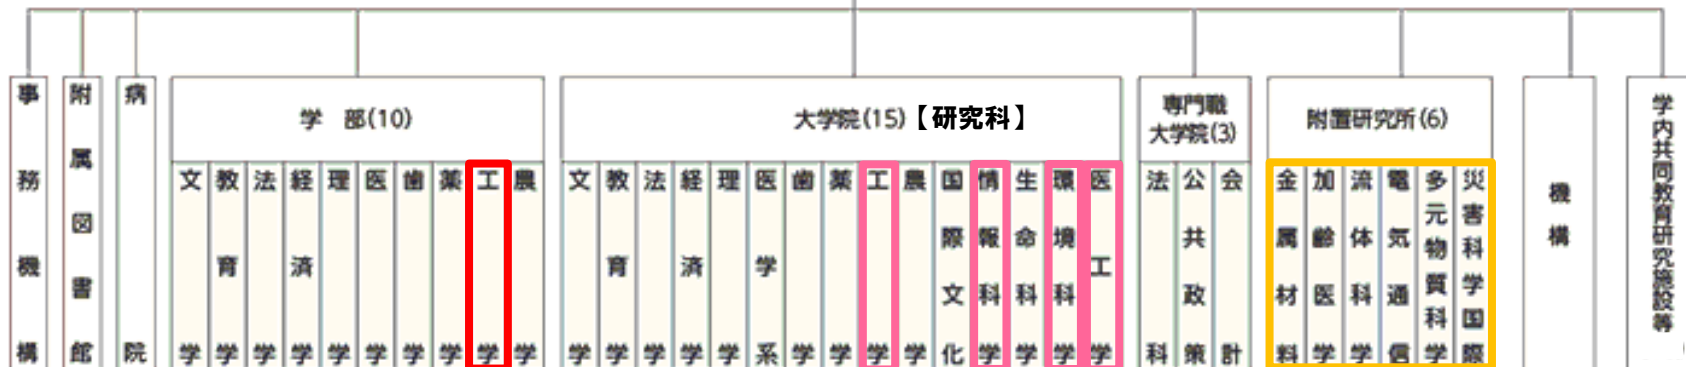 事務機構
附属図書館
病院
学 部(10)
文学
教育学
法学
経済学
理学
医学
歯学
薬学
工学
農学
大学院(15)【研究科】
文学
教育学
法学
経済学
理学
医学系
歯学
薬学
工学
農学
国際文化
情報科学
生命科学
環境科学
医工学
専門職
大学院(3)
法科
公共政策
会計
附置研究所(6)
金属材料
加齢医学
流体科学
電気通信
多元物質科学
災害科学国際
機構
学内共同教育研究施設等